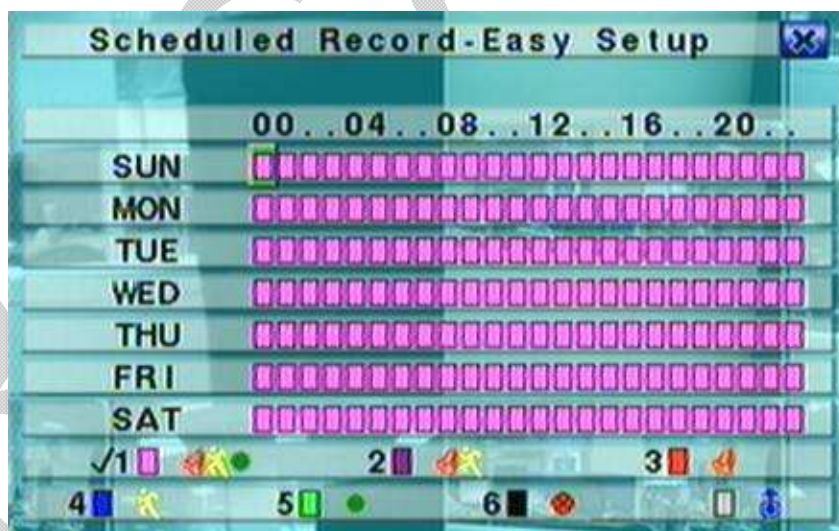 Scheduled Record-Easy Setup
00..04..08..12..16..20..
SUN
MON
TUE
WED
THU
FRI
SAT
1 2 3
4 5 6